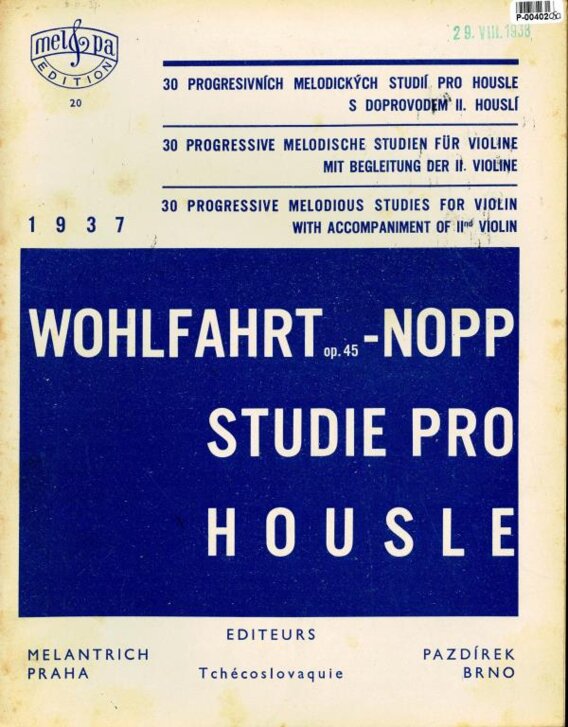 P-00402
29. VIII. 1938
mel & pa
EDITION
20
30 PROGRESIVNÍCH MELODICKÝCH STUDIÍ PRO HOUSLE
S DOPROVODEM II. HOUSLÍ
30 PROGRESSIVE MELODISCHE STUDIEN FÜR VIOLINE
MIT BEGLEITUNG DER II. VIOLINE
30 PROGRESSIVE MELODIOUS STUDIES FOR VIOLIN
WITH ACCOMPANIMENT OF IInd VIOLIN
1937
WOHLFAHRT op. 45 -NOPP
STUDIE PRO
HOUSLE
EDITEURS
MELANTRICH PAZDÍREK
PRAHA Tchécoslovaquie BRNO